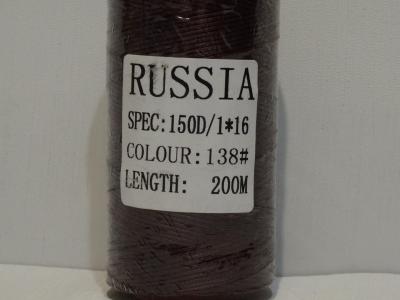 RUSSIA
SPEC:150D/1*16
COLOUR:138#
LENGTH: 200M